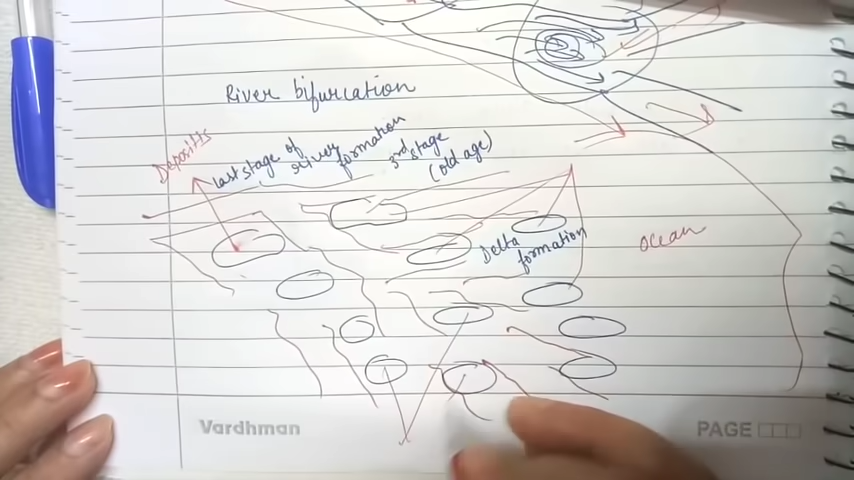 River bifurcation
Deposits
last stage of
river formation
3rd stage
(old age)
Delta
formation
ocean
Vardhman
PAGE